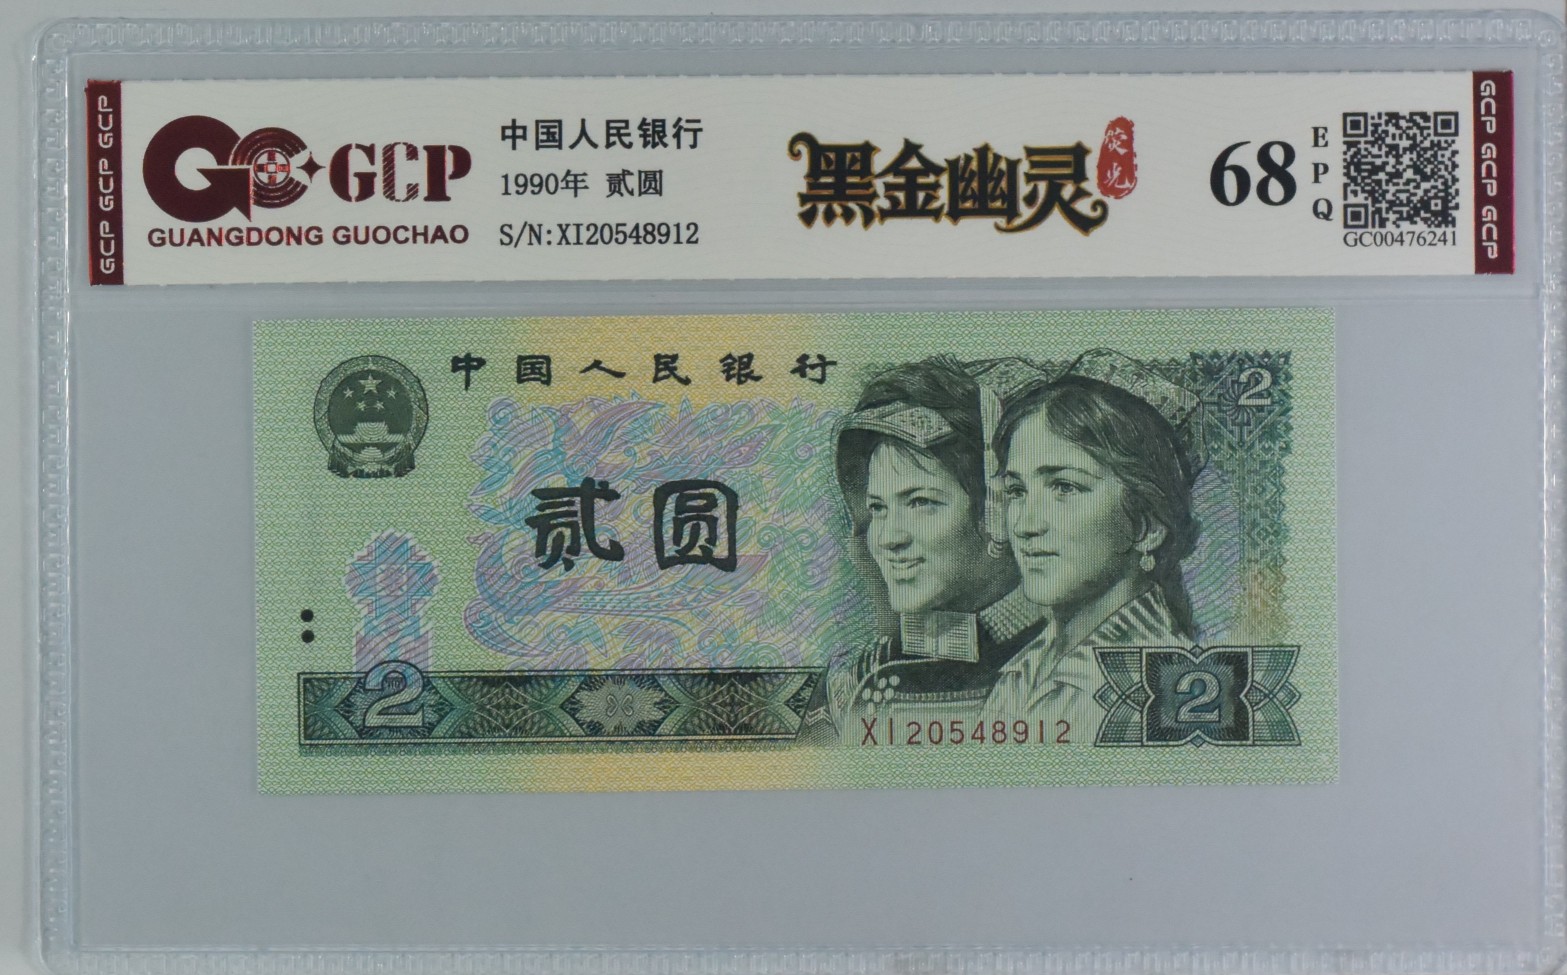 GCP GCP GCP
GCP
GUANGDONG GUOCHAO
中国人民银行
1990年 贰圆
S/N:XI20548912
黑金幽灵
荧光
68
EPQ
GC00476241
GCP GCP GCP
中国人民银行
2
贰圆
2
XI20548912
2